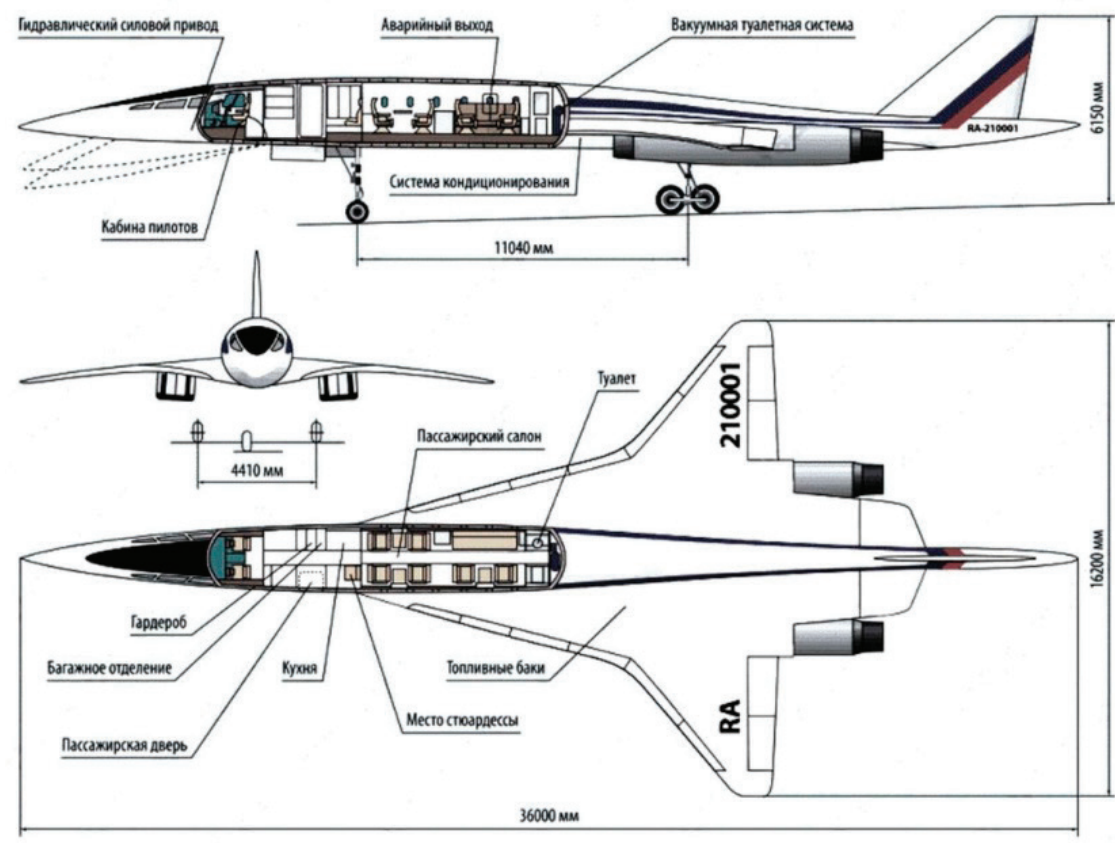 Гидравлический силовой привод
Аварийный выход
Вакуумная туалетная система
RA-210001
6150 мм
Система кондиционирования
Кабина пилотов
11040 мм
Туалет
210001
Пассажирский салон
4410 мм
16200 мм
Гардероб
Багажное отделение
Кухня
Топливные баки
RA
Место стюардессы
Пассажирская дверь
36000 мм